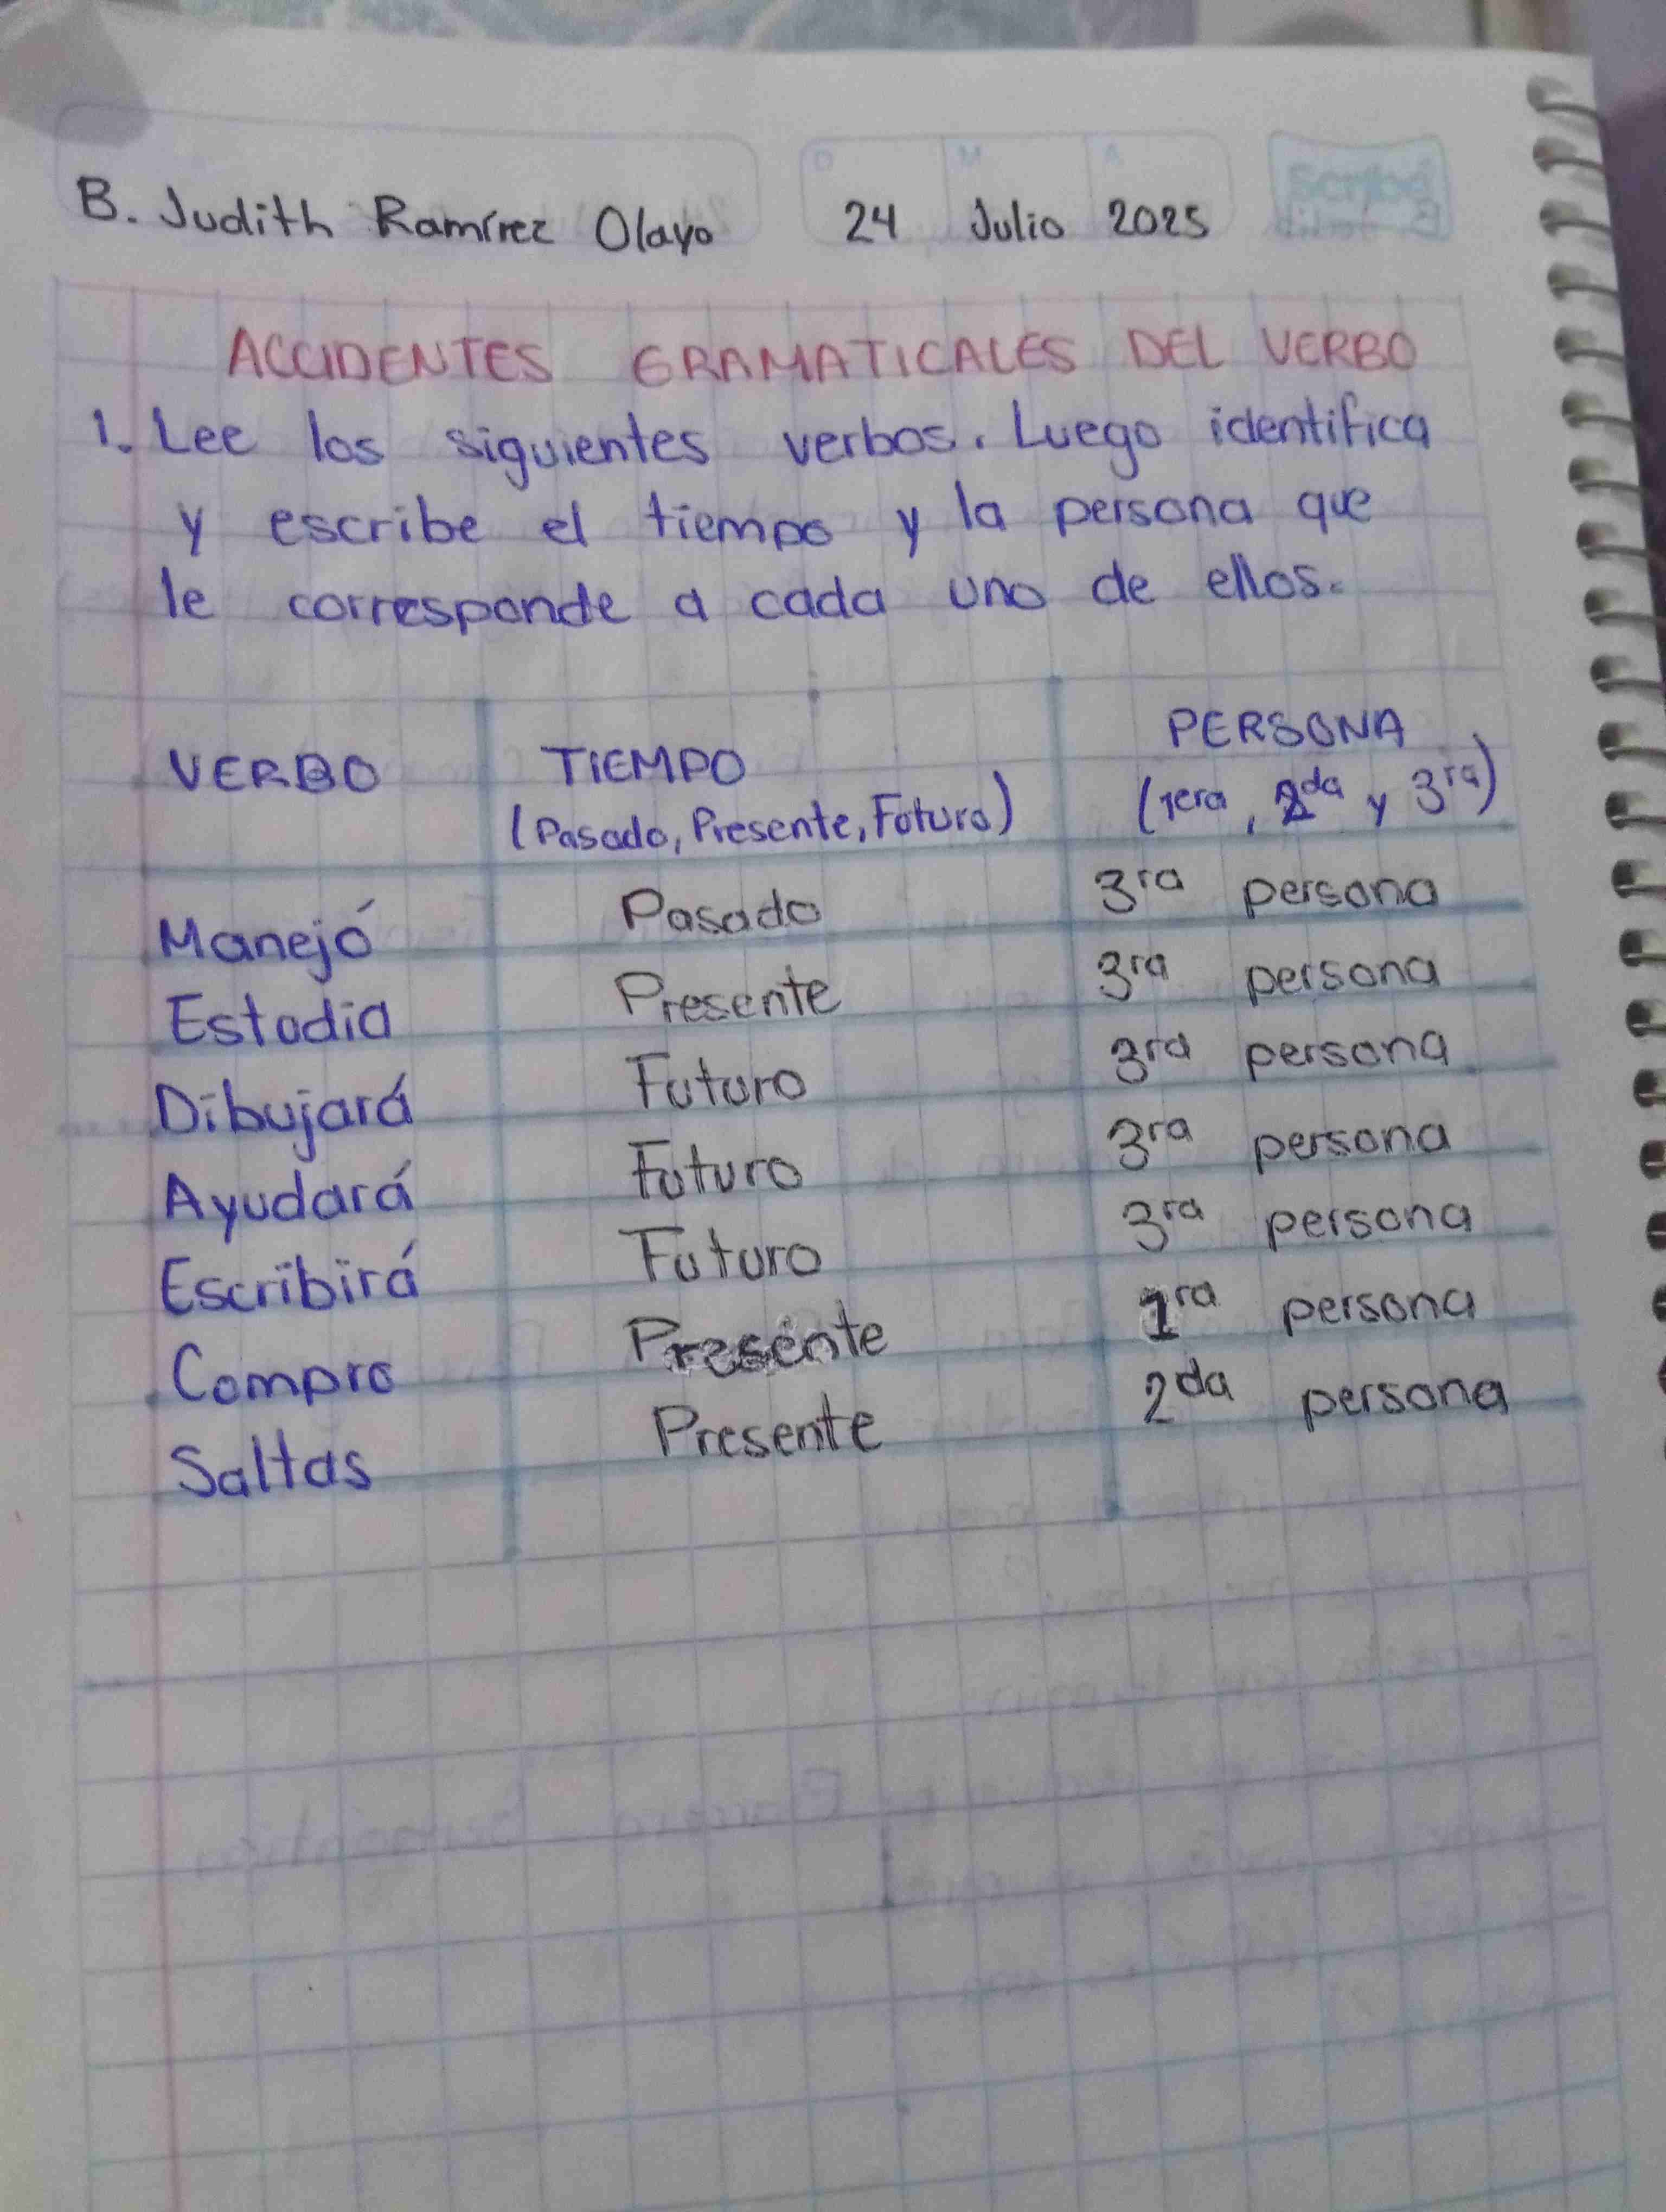 D M A Scribe
B. Judith Ramírez Olayo 24 Julio 2025
ACCIDENTES GRAMATICALES DEL VERBO
1. Lee los siguientes verbos. Luego identifica
y escribe el tiempo y la persona que
le corresponde a cada uno de ellos.
VERBO TIEMPO PERSONA
(Pasado, Presente, Futuro) (1era, 2da y 3ra)
Manejó Pasado 3ra persona
Estudia Presente 3ra persona
Dibujará Futuro 3ra persona
Ayudará Futuro 3ra persona
Escribirá Futuro 3ra persona
Compro Presente 1ra persona
Saltas Presente 2da persona